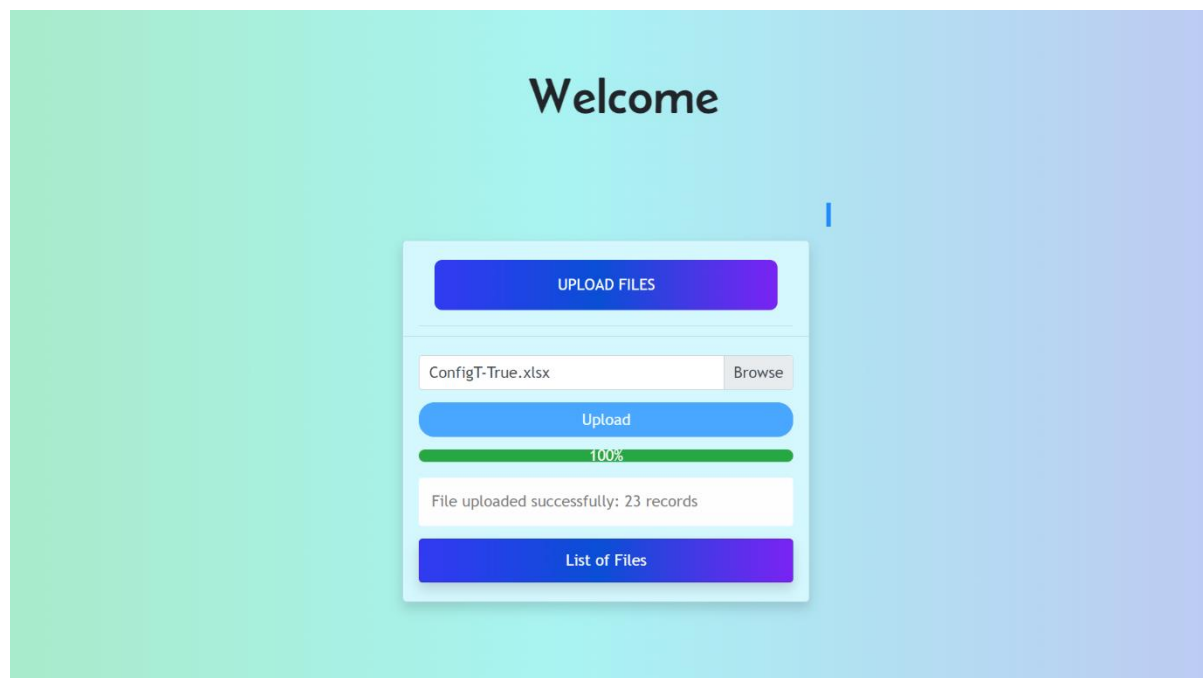 Welcome
UPLOAD FILES
ConfigT-True.xlsx Browse
Upload
100%
File uploaded successfully: 23 records
List of Files